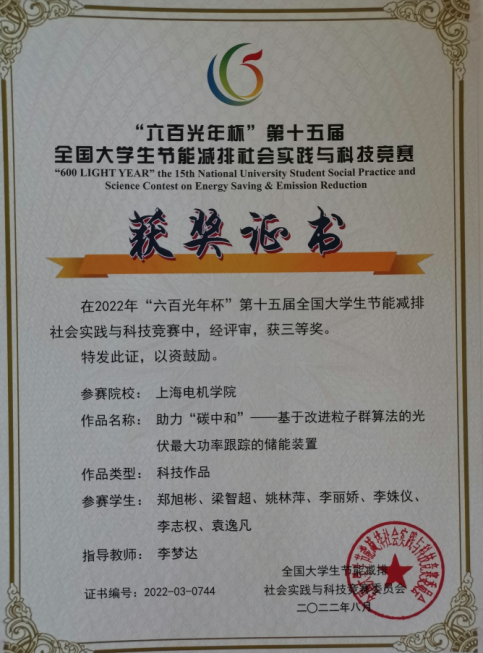 “六百光年杯”第十五届
全国大学生节能减排社会实践与科技竞赛
“600 LIGHT YEAR” the 15th National University Student Social Practice and
Science Contest on Energy Saving & Emission Reduction
获奖证书
在2022年“六百光年杯”第十五届全国大学生节能减排
社会实践与科技竞赛中，经评审，获三等奖。
特发此证，以资鼓励。
参赛院校： 上海电机学院
作品名称： 助力“碳中和”——基于改进粒子群算法的光
伏最大功率跟踪的储能装置
作品类型： 科技作品
参赛学生： 郑旭彬、梁智超、姚林萍、李丽娇、李姝仪、
李志权、袁逸凡
指导教师： 李梦达
全国大学生节能减排
证书编号：2022-03-0744
社会实践与科技竞赛委员会
二〇二二年八月